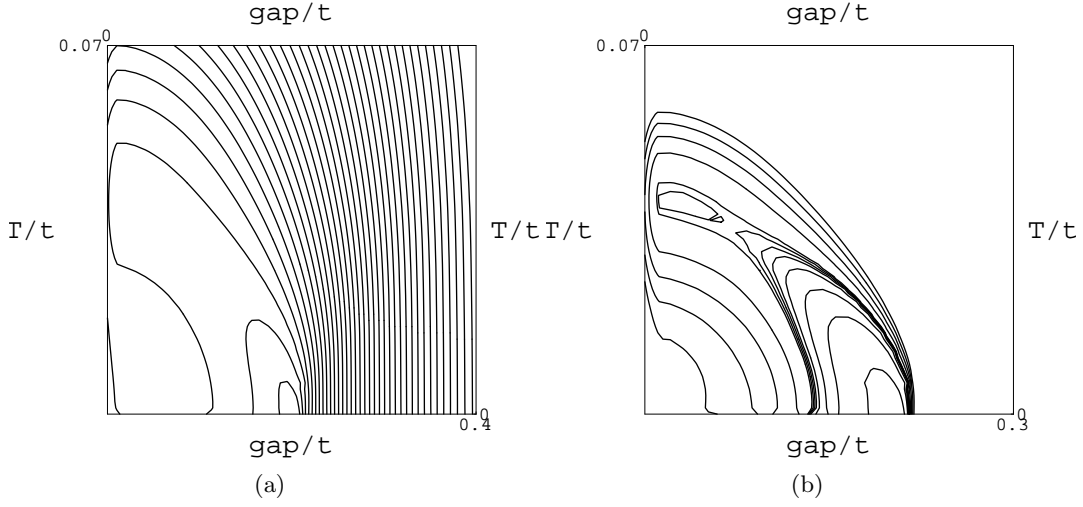 gap/t gap/t
0.07 0 0.07 0
Γ/t T/t Γ/t T/t
0 0
0.4 0.3
gap/t gap/t
(a) (b)